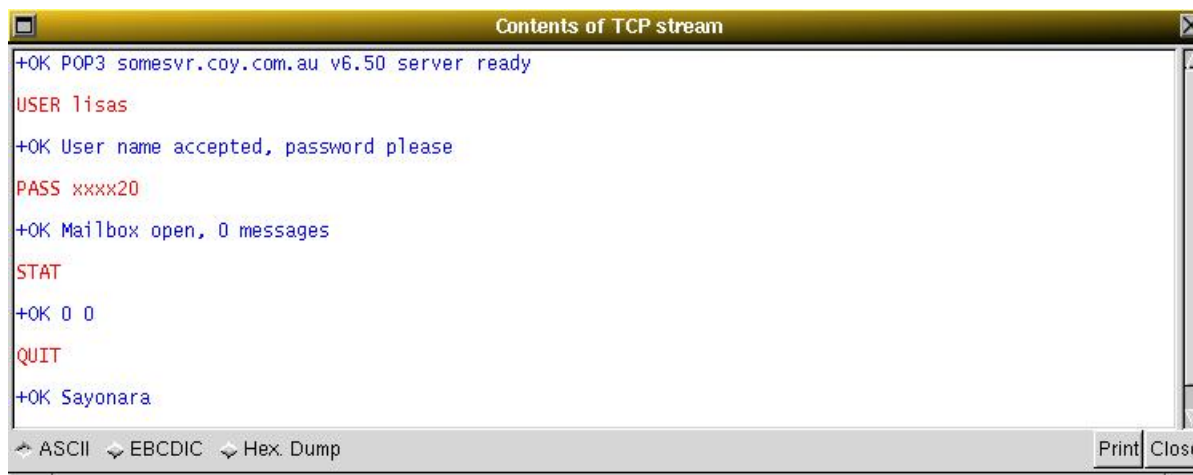 Contents of TCP stream
+OK POP3 somesvr.coy.com.au v6.50 server ready
USER lisas
+OK User name accepted, password please
PASS xxxx20
+OK Mailbox open, 0 messages
STAT
+OK 0 0
QUIT
+OK Sayonara
ASCII EBCDIC Hex. Dump Print Close